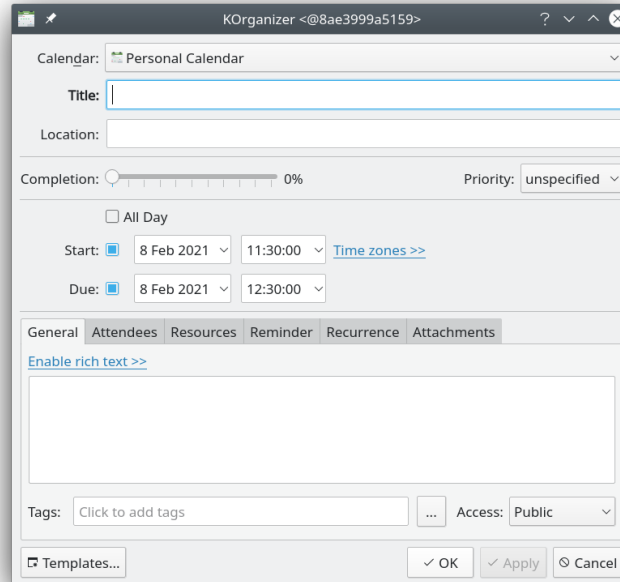 KOrganizer <@8ae3999a5159>
Calendar: Personal Calendar
Title:
Location:
Completion: 0% Priority: unspecified
All Day
Start: 8 Feb 2021 11:30:00 Time zones >>
Due: 8 Feb 2021 12:30:00
General Attendees Resources Reminder Recurrence Attachments
Enable rich text >>
Tags: Click to add tags ... Access: Public
Templates... OK Apply Cancel